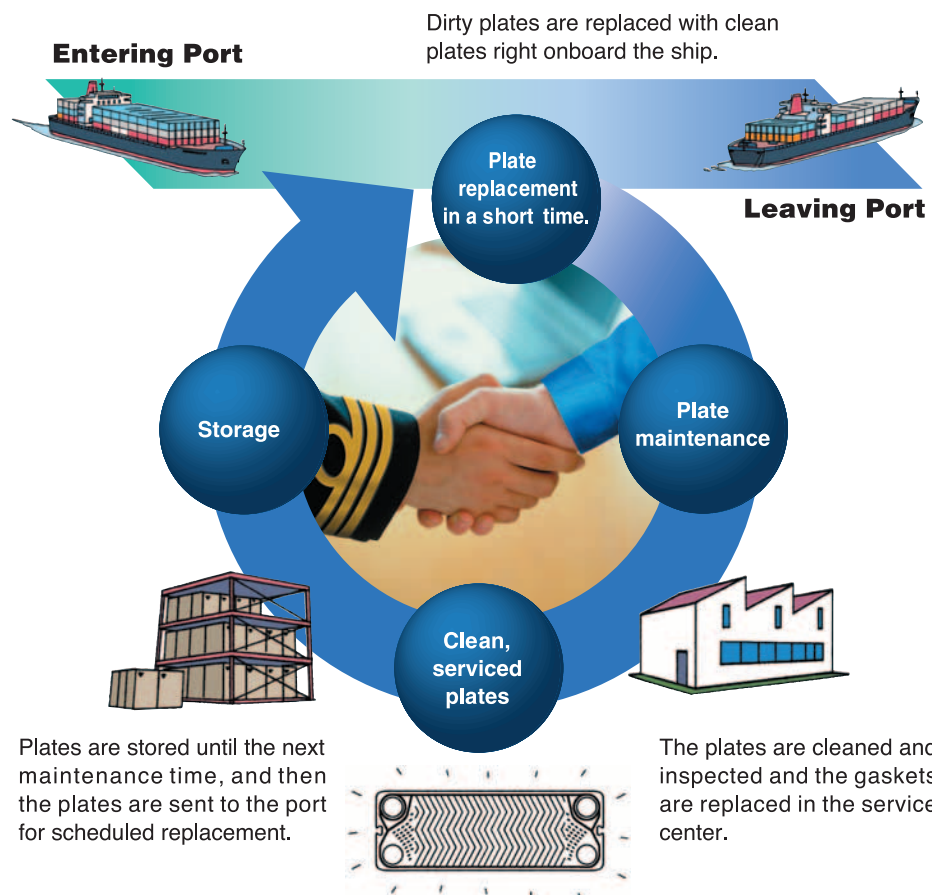 Dirty plates are replaced with clean
plates right onboard the ship.
Entering Port
Leaving Port
Plate
replacement
in a short time.
Plate
maintenance
Storage
Clean,
serviced
plates
Plates are stored until the next
maintenance time, and then
the plates are sent to the port
for scheduled replacement.
The plates are cleaned and
inspected and the gaskets
are replaced in the service
center.